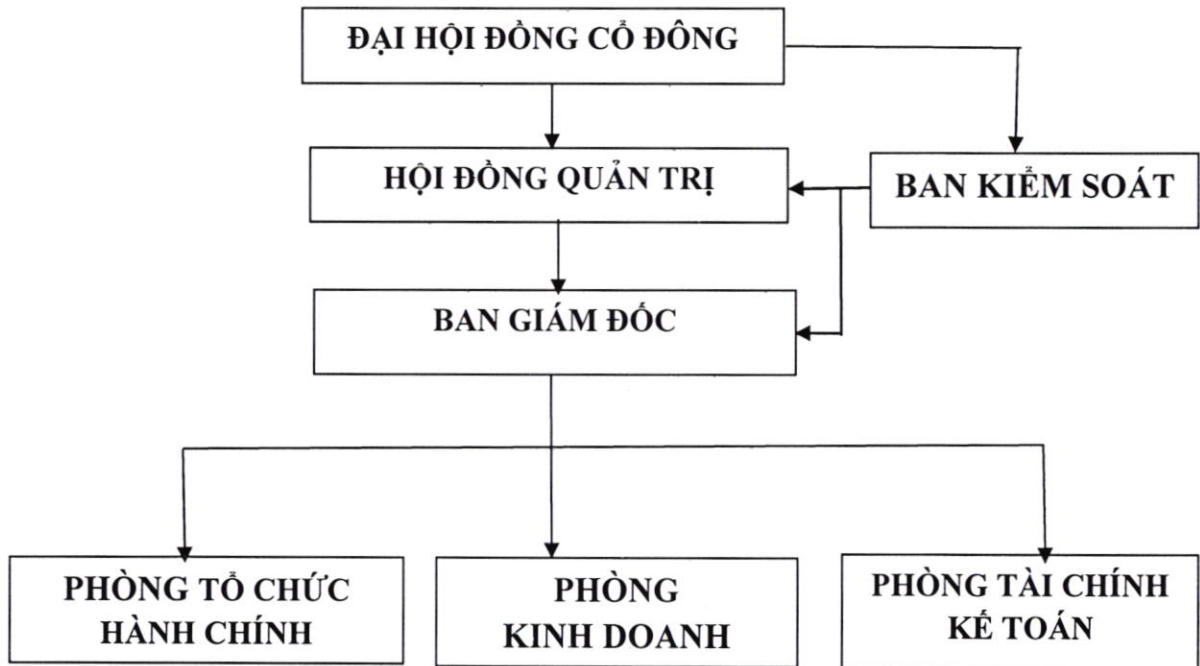 ĐẠI HỘI ĐỒNG CỔ ĐÔNG
HỘI ĐỒNG QUẢN TRỊ
BAN KIỂM SOÁT
BAN GIÁM ĐỐC
PHÒNG TỔ CHỨC
HÀNH CHÍNH
PHÒNG
KINH DOANH
PHÒNG TÀI CHÍNH
KẾ TOÁN